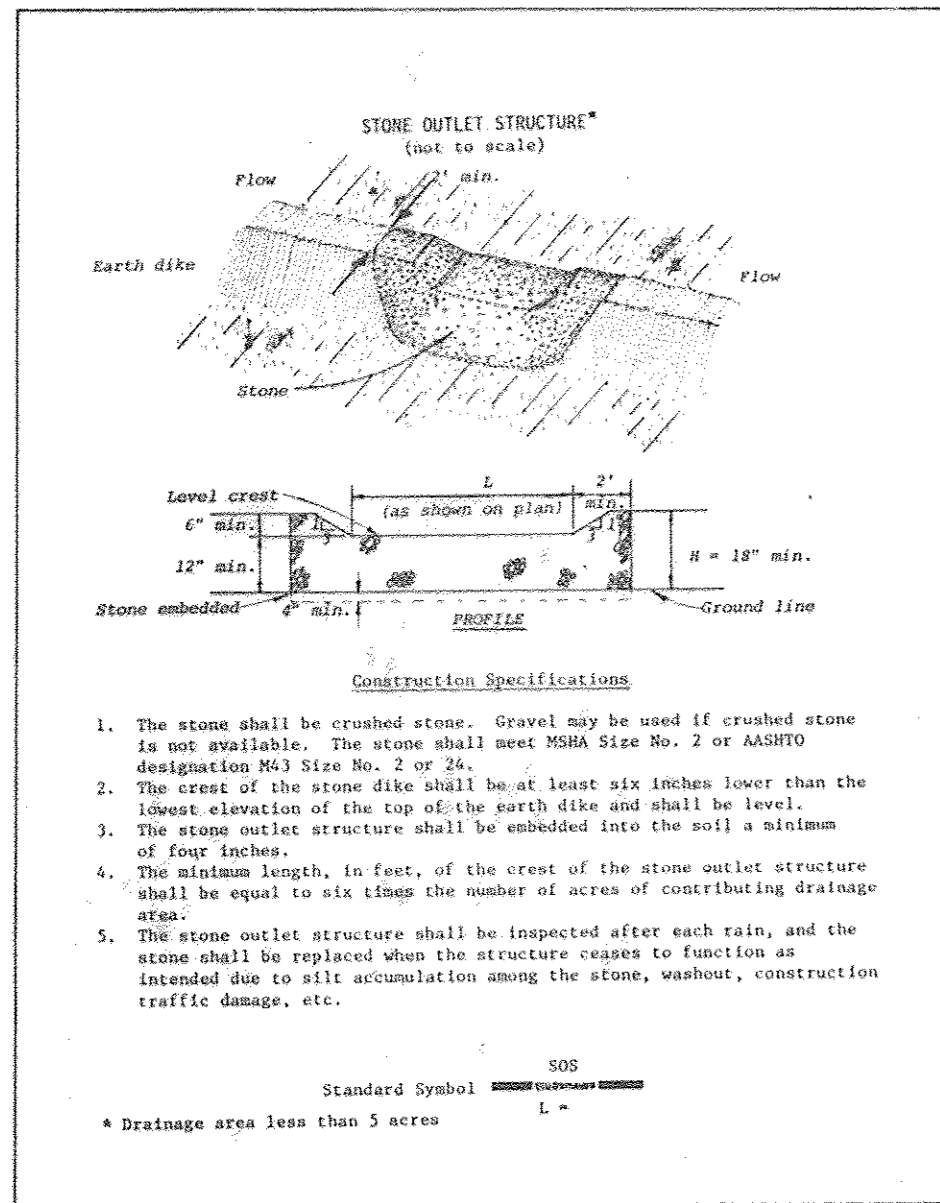 STONE OUTLET STRUCTURE*
(not to scale)
Flow
2' min.
Earth dike
Flow
Stone
Level crest
L
2'
min.
(as shown on plan)
6" min.
1
3
1
3
12" min.
H = 18" min.
Stone embedded
4" min.
Ground line
PROFILE
Construction Specifications
1. The stone shall be crushed stone. Gravel may be used if crushed stone
is not available. The stone shall meet MSHA Size No. 2 or AASHTO
designation M43 Size No. 2 or 24.
2. The crest of the stone dike shall be at least six inches lower than the
lowest elevation of the top of the earth dike and shall be level.
3. The stone outlet structure shall be embedded into the soil a minimum
of four inches.
4. The minimum length, in feet, of the crest of the stone outlet structure
shall be equal to six times the number of acres of contributing drainage
area.
5. The stone outlet structure shall be inspected after each rain, and the
stone shall be replaced when the structure ceases to function as
intended due to silt accumulation among the stone, washout, construction
traffic damage, etc.
SOS
Standard Symbol
L =
* Drainage area less than 5 acres